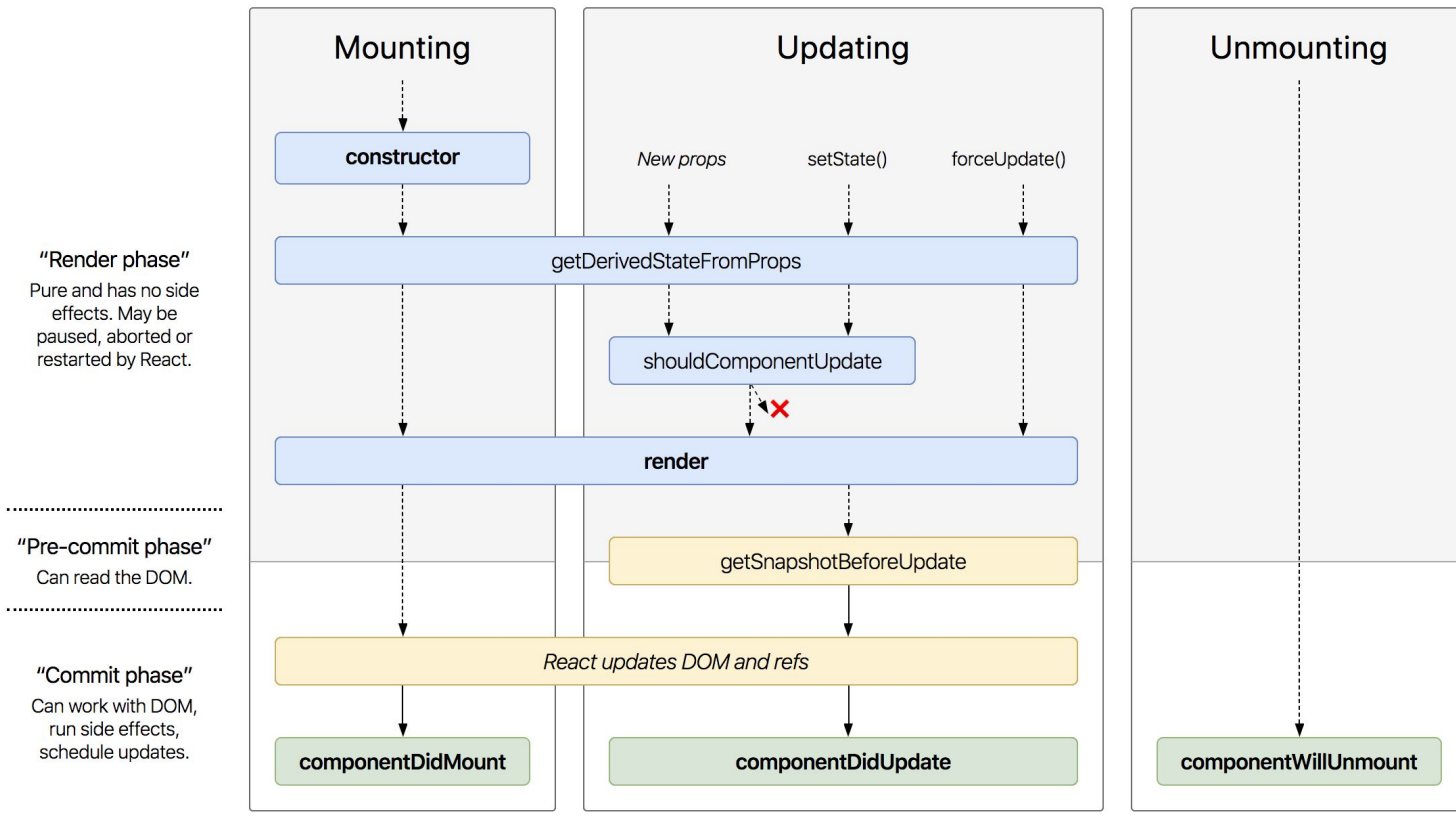 Mounting
Updating
Unmounting
constructor
New props
setState()
forceUpdate()
“Render phase”
Pure and has no side
effects. May be
paused, aborted or
restarted by React.
getDerivedStateFromProps
shouldComponentUpdate
render
“Pre-commit phase”
Can read the DOM.
getSnapshotBeforeUpdate
“Commit phase”
Can work with DOM,
run side effects,
schedule updates.
React updates DOM and refs
componentDidMount
componentDidUpdate
componentWillUnmount